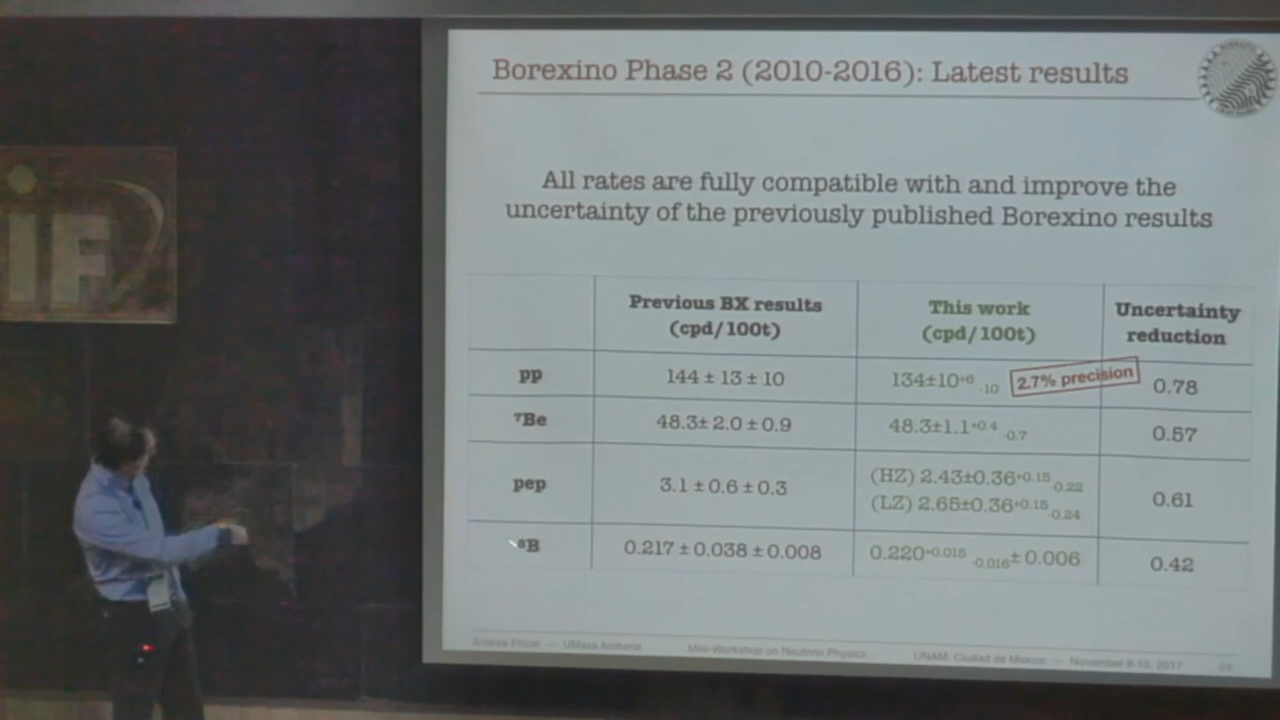 Borexino Phase 2 (2010-2016): Latest results
iF
All rates are fully compatible with and improve the
uncertainty of the previously published Borexino results
Previous BX results
(cpd/100t)
This work
(cpd/100t)
Uncertainty
reduction
pp
144 ± 13 ± 10
134±10⁺⁶₋₁₀
2.7% precision
0.78
⁷Be
48.3± 2.0 ± 0.9
48.3±1.1⁺⁰·⁴₋₀.₇
0.57
pep
3.1 ± 0.6 ± 0.3
(HZ) 2.43±0.36⁺⁰·¹⁵₋₀.₂₂
(LZ) 2.65±0.36⁺⁰·¹⁵₋₀.₂₄
0.61
⁸B
0.217 ± 0.038 ± 0.008
0.220⁺⁰·⁰¹⁵₋₀.₀₁₆± 0.006
0.42
Andrea Pocar — UMass Amherst
Mini-Workshop on Neutrino Physics
UNAM, Ciudad de Mexico — November 8-10, 2017